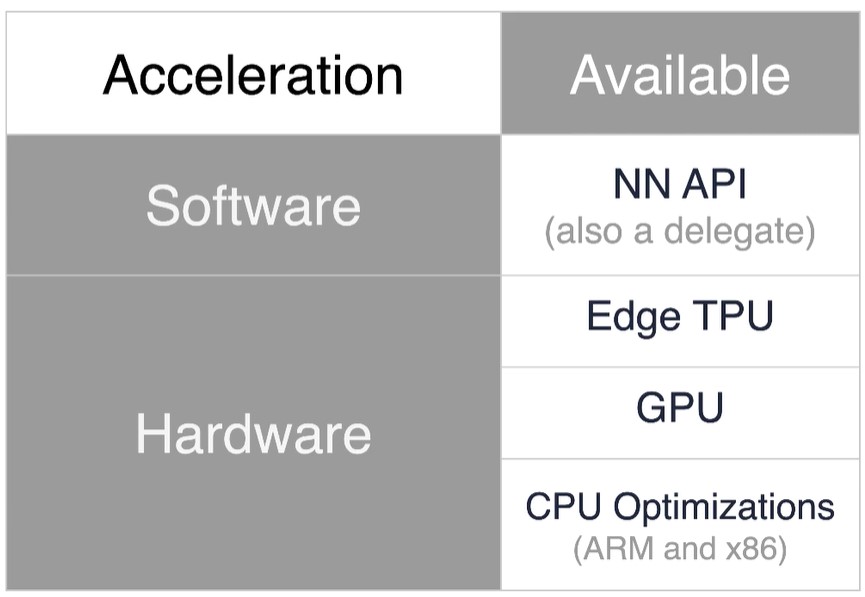 Acceleration
Available
Software
NN API
(also a delegate)
Hardware
Edge TPU
GPU
CPU Optimizations
(ARM and x86)